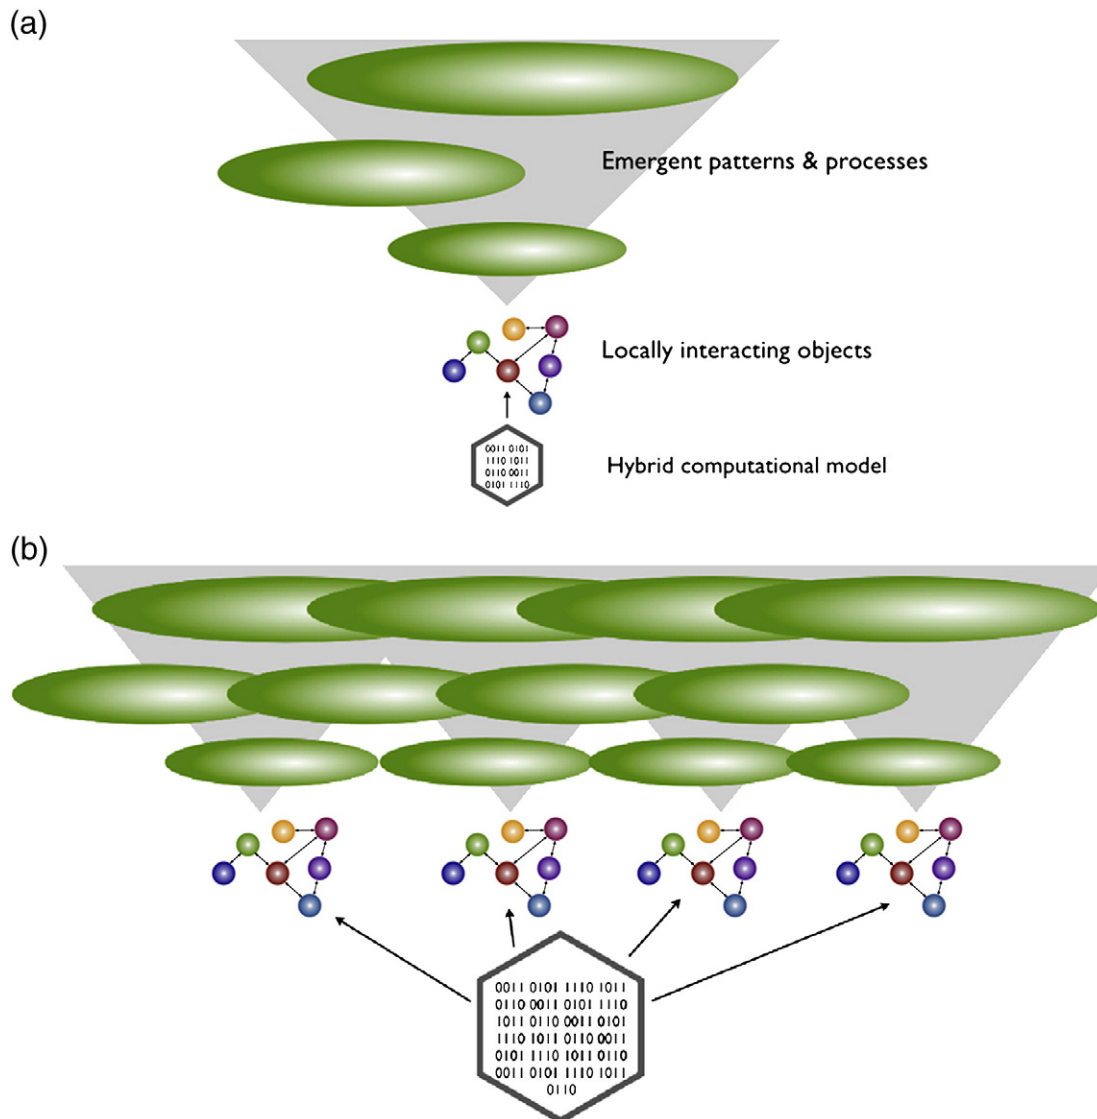 (a)
Emergent patterns & processes
Locally interacting objects
0011 0101
1110 1011
0110 0011
0101 1110
Hybrid computational model
(b)
0011 0101 1110 1011
0110 0011 0101 1110
1011 0110 0011 0101
1110 1011 0110 0011
0101 1110 1011 0110
0011 0101 1110 1011
0110